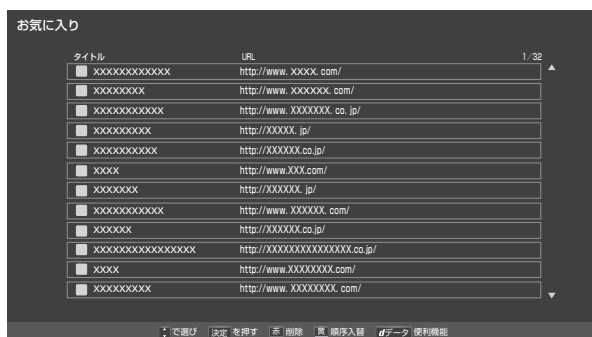 お気に入り
タイトル URL 1/32
XXXXXXXXXXXX http://www. XXXX. com/
XXXXXXXX http://www. XXXXXX. com/
XXXXXXXXXXX http://www. XXXXXXX. co. jp/
XXXXXXXXX http://XXXXX. jp/
XXXXXXXXXX http://XXXXXX.co.jp/
XXXX http://www.XXX.com/
XXXXXXX http://XXXXXX. jp/
XXXXXXXXXXX http://www. XXXXXX. com/
XXXXXX http://XXXXXX.co.jp/
XXXXXXXXXXXXXXXX http://XXXXXXXXXXXXXXX.co.jp/
XXXX http://www.XXXXXXXX.com/
XXXXXXXXX http://www. XXXXXXXX. com/
で選び 決定 を押す 赤 削除 黄 順序入替 dデータ 便利機能